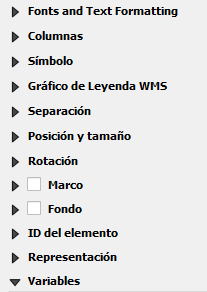 Fonts and Text Formatting
Columnas
Símbolo
Gráfico de Leyenda WMS
Separación
Posición y tamaño
Rotación
Marco
Fondo
ID del elemento
Representación
Variables